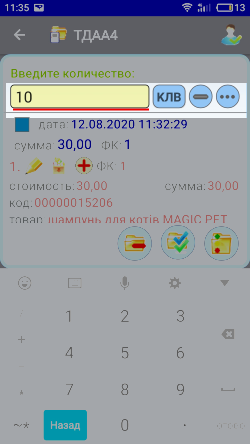 11:35 13
ТДАА4
Введите количество:
10 КЛВ
дата: 12.08.2020 11:32:29
сумма: 30,00 ФК: 1
1. ФК: 1
стоимость:30,00 сумма: 30,00
код:00000015206
товар шампунь для котів MAGIC PET
1 2 3
4 5 6
7 8 9
~* Назад 0 .